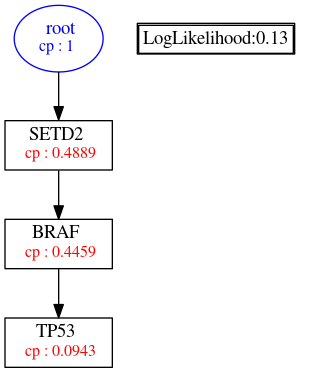 root
cp : 1
LogLikelihood:0.13
SETD2
cp : 0.4889
BRAF
cp : 0.4459
TP53
cp : 0.0943